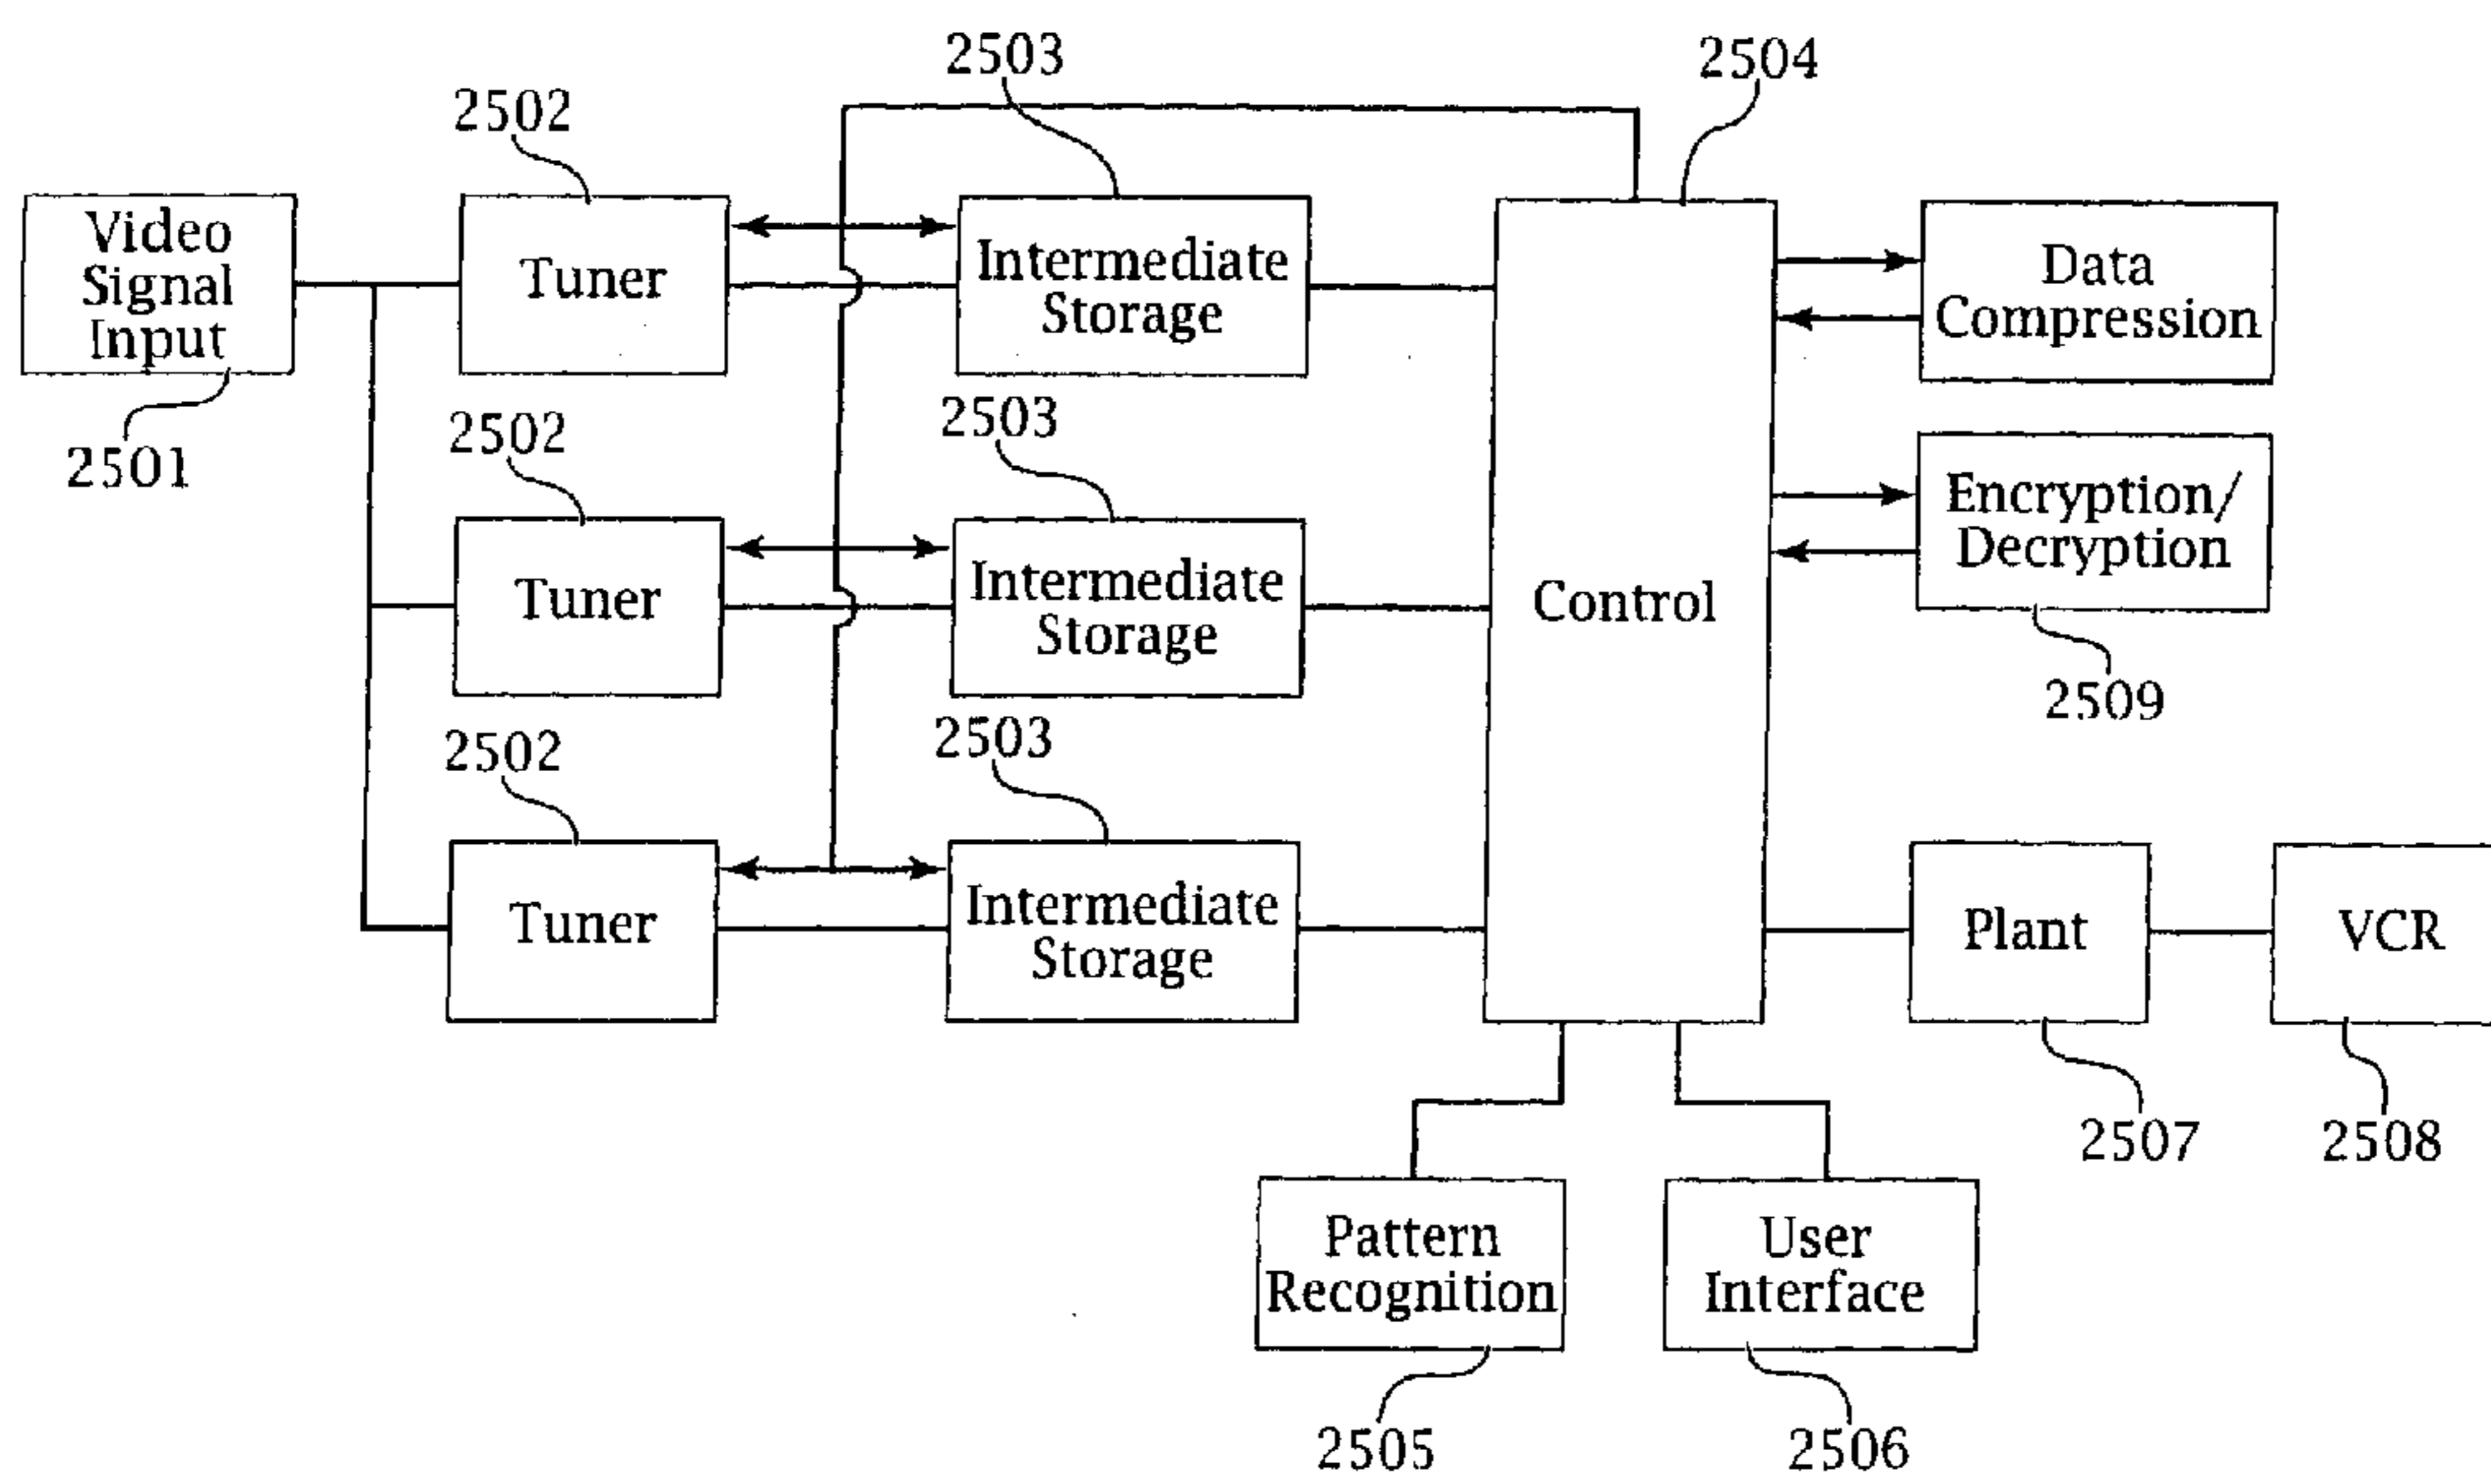 2503
2504
2502
Video
Signal
Input
Tuner
Intermediate
Storage
Data
Compression
2501
2502
2503
Tuner
Intermediate
Storage
Control
Encryption/
Decryption
2509
2502
2503
Tuner
Intermediate
Storage
Plant
VCR
2507
2508
Pattern
Recognition
User
Interface
2505
2506